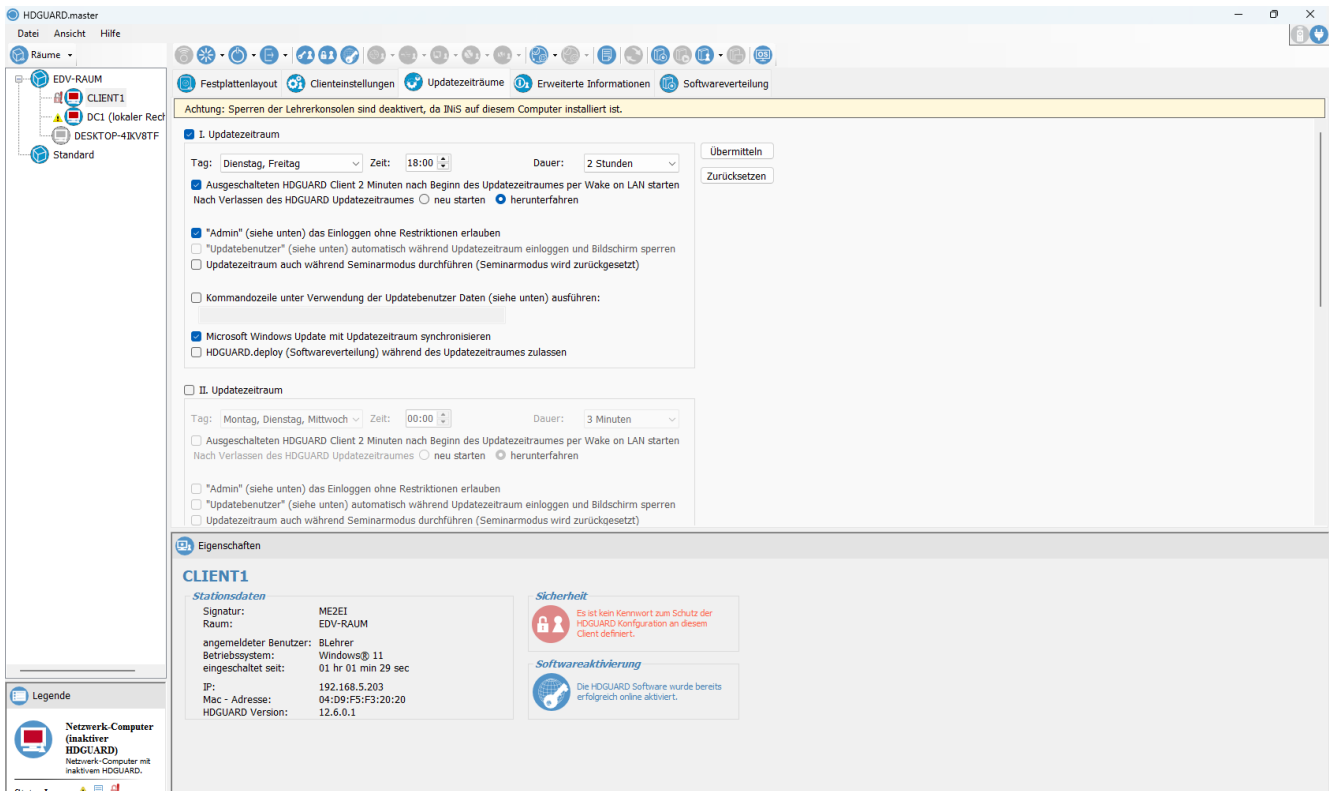 HDGUARD.master
Datei Ansicht Hilfe
Räume
EDV-RAUM
CLIENT1
DC1 (lokaler Rech
DESKTOP-4IKV8TF
Standard
Festplattenlayout Clienteinstellungen Updatezeiträume Erweiterte Informationen Softwareverteilung
Achtung: Sperren der Lehrerkonsolen sind deaktivert, da INiS auf diesem Computer installiert ist.
I. Updatezeitraum
Tag: Dienstag, Freitag Zeit: 18:00 Dauer: 2 Stunden
Übermitteln
Zurücksetzen
Ausgeschalteten HDGUARD Client 2 Minuten nach Beginn des Updatezeitraumes per Wake on LAN starten
Nach Verlassen des HDGUARD Updatezeitraumes neu starten herunterfahren
"Admin" (siehe unten) das Einloggen ohne Restriktionen erlauben
"Updatebenutzer" (siehe unten) automatisch während Updatezeitraum einloggen und Bildschirm sperren
Updatezeitraum auch während Seminarmodus durchführen (Seminarmodus wird zurückgesetzt)
Kommandozeile unter Verwendung der Updatebenutzer Daten (siehe unten) ausführen:
Microsoft Windows Update mit Updatezeitraum synchronisieren
HDGUARD.deploy (Softwareverteilung) während des Updatezeitraumes zulassen
II. Updatezeitraum
Tag: Montag, Dienstag, Mittwoch Zeit: 00:00 Dauer: 3 Minuten
Ausgeschalteten HDGUARD Client 2 Minuten nach Beginn des Updatezeitraumes per Wake on LAN starten
Nach Verlassen des HDGUARD Updatezeitraumes neu starten herunterfahren
"Admin" (siehe unten) das Einloggen ohne Restriktionen erlauben
"Updatebenutzer" (siehe unten) automatisch während Updatezeitraum einloggen und Bildschirm sperren
Updatezeitraum auch während Seminarmodus durchführen (Seminarmodus wird zurückgesetzt)
Eigenschaften
CLIENT1
Stationsdaten
Signatur: ME2EI
Raum: EDV-RAUM
angemeldeter Benutzer: BLehrer
Betriebssystem: Windows® 11
eingeschaltet seit: 01 hr 01 min 29 sec
IP: 192.168.5.203
Mac - Adresse: 04:D9:F5:F3:20:20
HDGUARD Version: 12.6.0.1
Sicherheit
Es ist kein Kennwort zum Schutz der
HDGUARD Konfguration an diesem
Client definiert.
Softwareaktivierung
Die HDGUARD Software wurde bereits
erfolgreich online aktiviert.
Legende
Netzwerk-Computer
(inaktiver
HDGUARD)
Netzwerk-Computer mit
inaktivem HDGUARD.